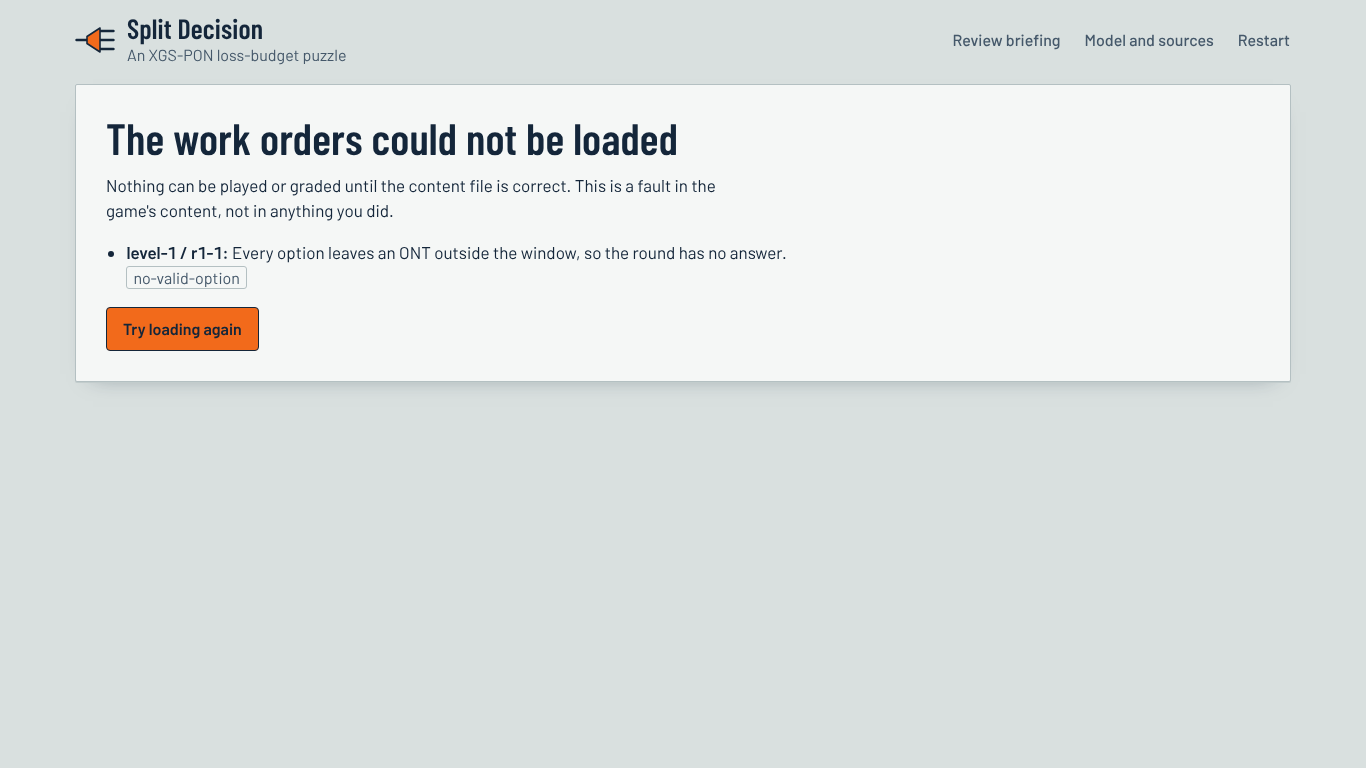 Split Decision
An XGS-PON loss-budget puzzle
Review briefing
Model and sources
Restart
The work orders could not be loaded
Nothing can be played or graded until the content file is correct. This is a fault in the
game's content, not in anything you did.
level-1 / r1-1: Every option leaves an ONT outside the window, so the round has no answer.
no-valid-option
Try loading again